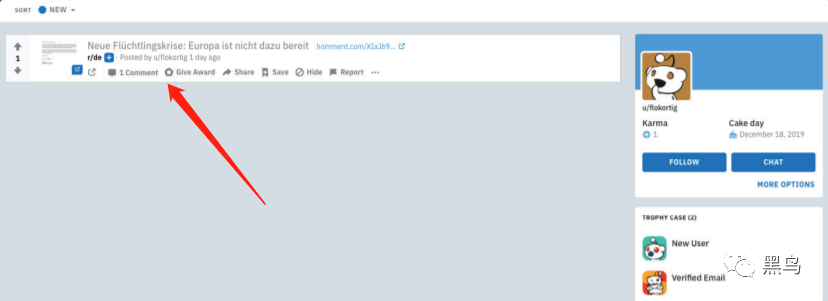 SORT NEW
1
Neue Flüchtlingskrise: Europa ist nicht dazu bereit homment.com/XIaJb9...
r/de Posted by u/flokortig 1 day ago
1 Comment Give Award Share Save Hide Report ...
u/flokortig
Karma Cake day
1 December 18, 2019
FOLLOW CHAT
MORE OPTIONS
TROPHY CASE (2)
New User
Verified Email
黑鸟